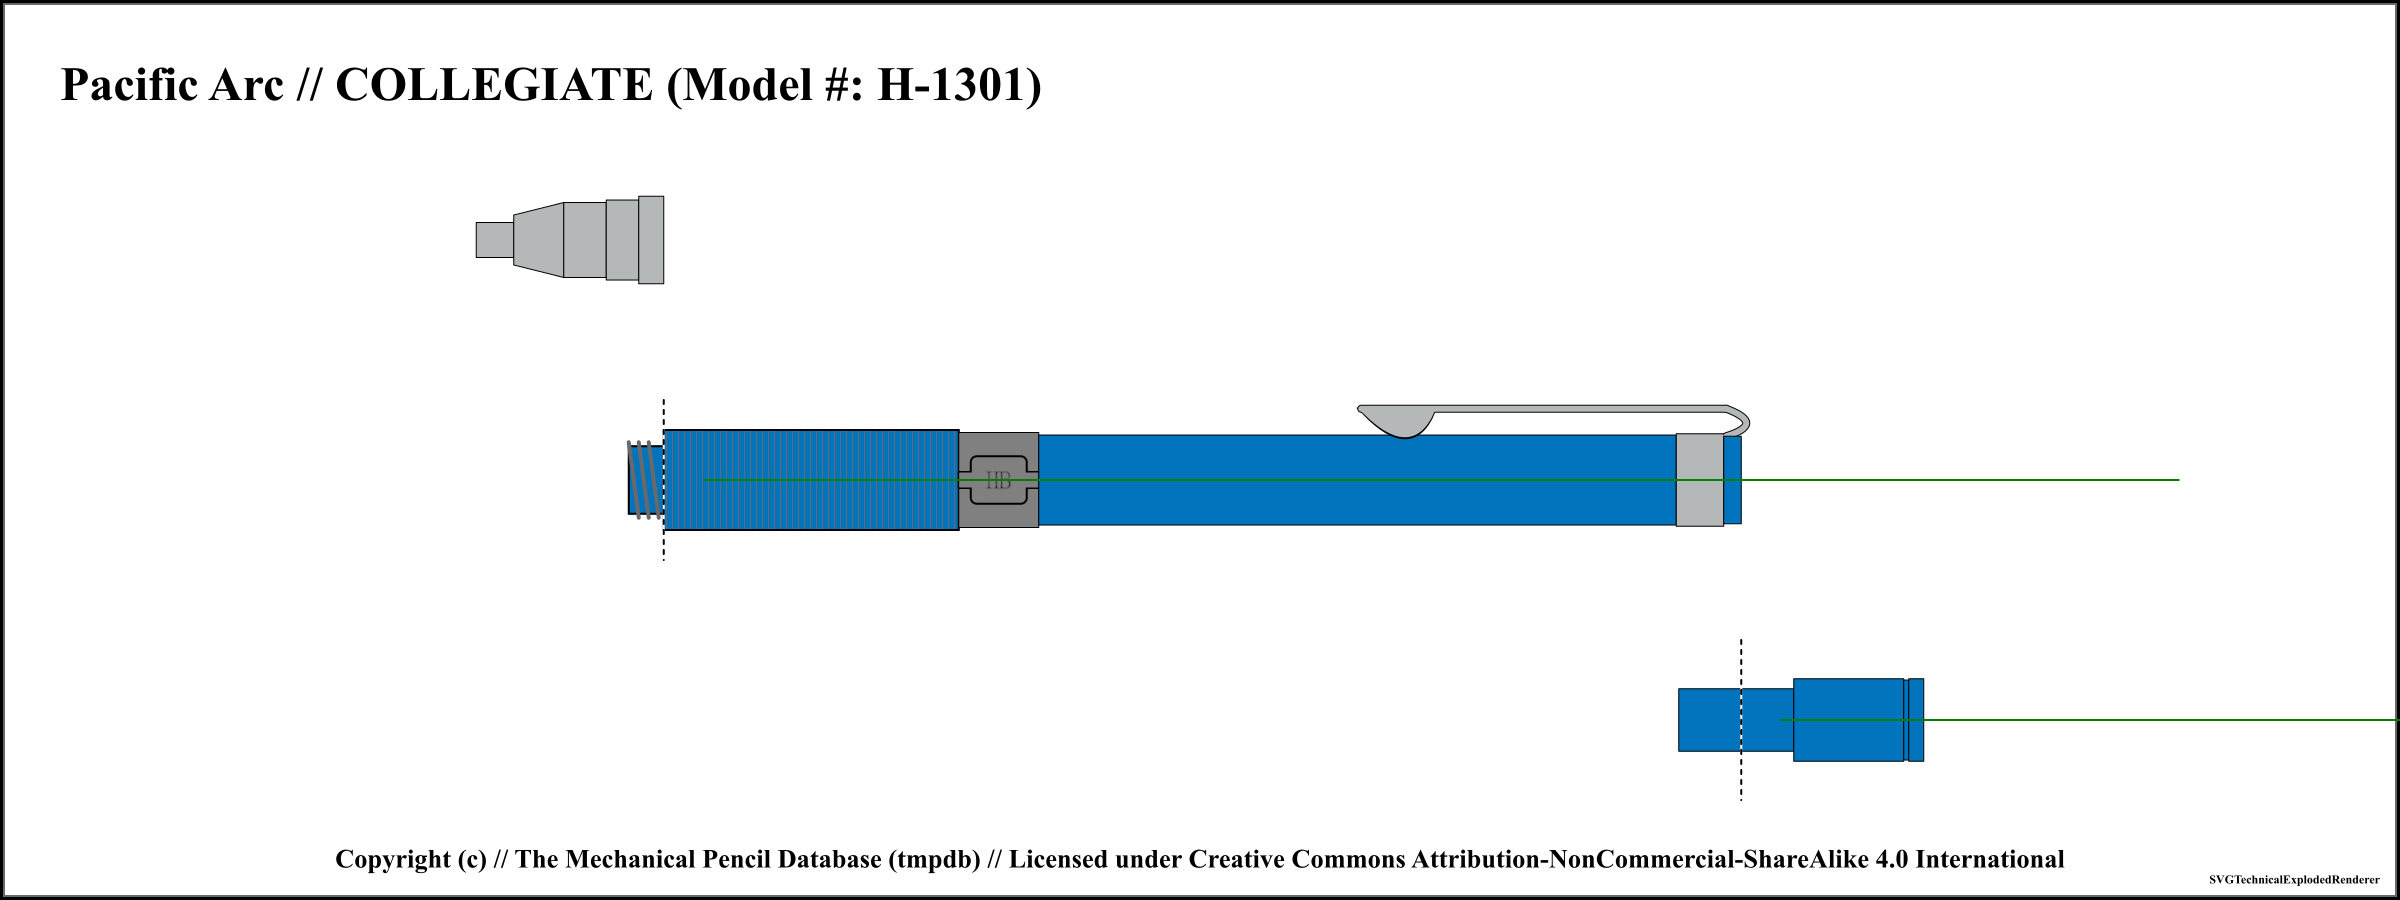 Pacific Arc // COLLEGIATE (Model #: H-1301)
HB
Copyright (c) // The Mechanical Pencil Database (tmpdb) // Licensed under Creative Commons Attribution-NonCommercial-ShareAlike 4.0 International
SVGTechnicalExplodedRenderer